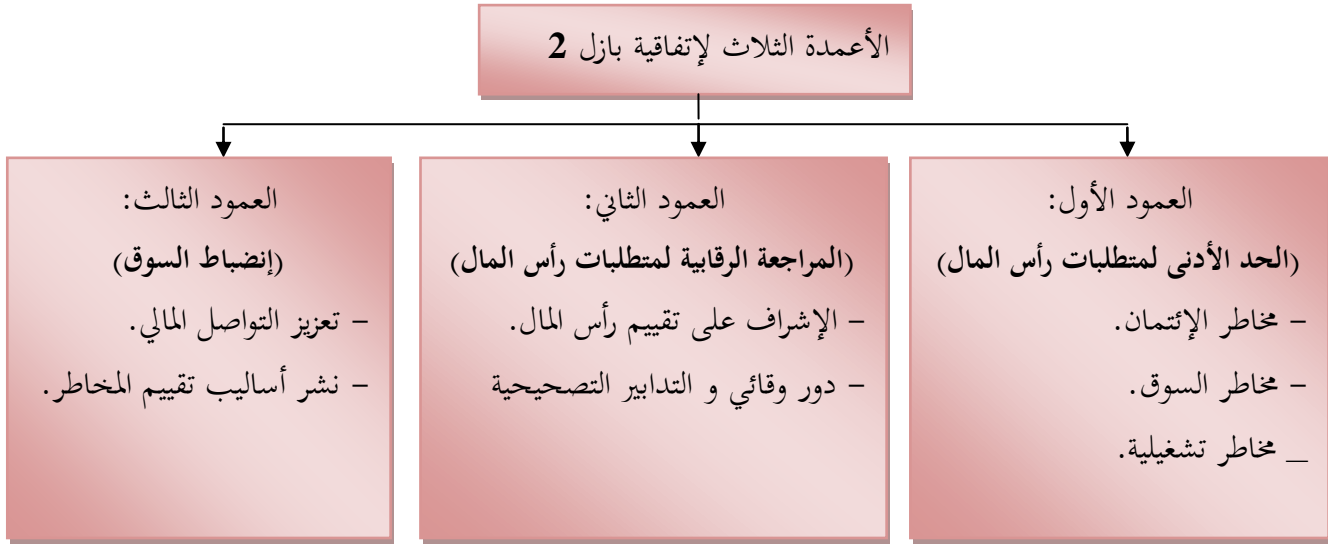 الأعمدة الثلاث لإتفاقية بازل 2
العمود الأول:
(الحد الأدنى لمتطلبات رأس المال)
– مخاطر الإئتمان.
– مخاطر السوق.
_ مخاطر تشغيلية.
العمود الثاني:
(المراجعة الرقابية لمتطلبات رأس المال)
– الإشراف على تقييم رأس المال.
– دور وقائي و التدابير التصحيحية
العمود الثالث:
(إنضباط السوق)
– تعزيز التواصل المالي.
– نشر أساليب تقييم المخاطر.